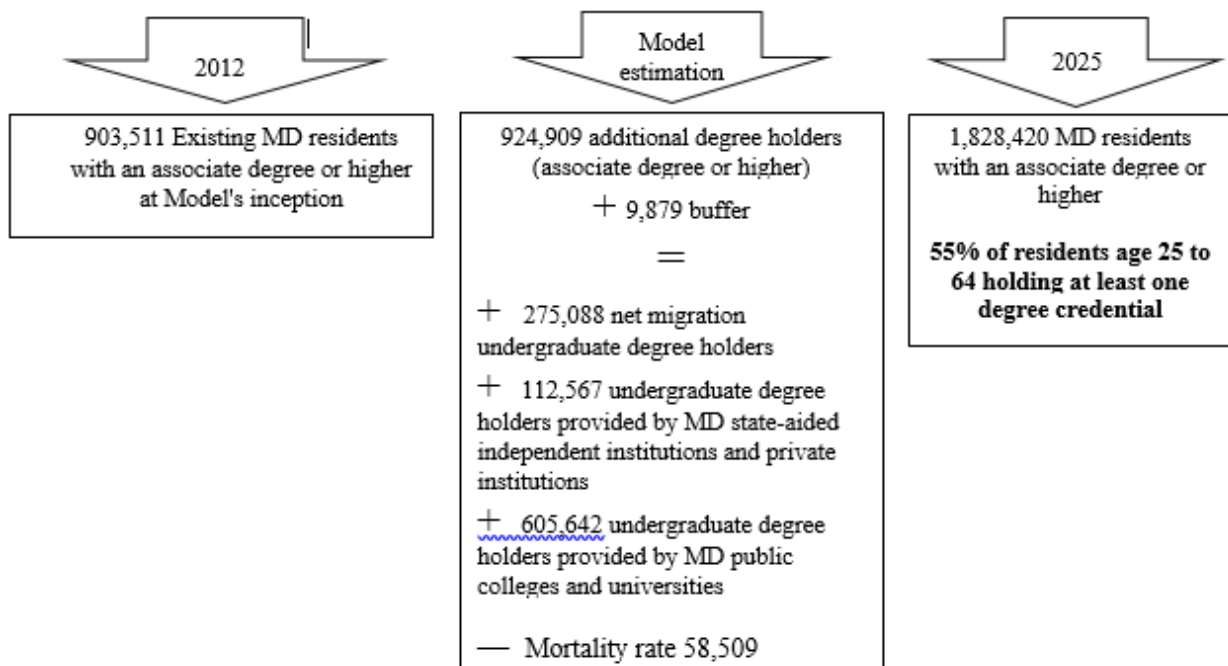 2012
903,511 Existing MD residents
with an associate degree or higher
at Model's inception
Model
estimation
924,909 additional degree holders
(associate degree or higher)
+ 9,879 buffer
=
+ 275,088 net migration
undergraduate degree holders
+ 112,567 undergraduate degree
holders provided by MD state-aided
independent institutions and private
institutions
+ 605,642 undergraduate degree
holders provided by MD public
colleges and universities
— Mortality rate 58,509
2025
1,828,420 MD residents
with an associate degree or
higher
55% of residents age 25 to
64 holding at least one
degree credential